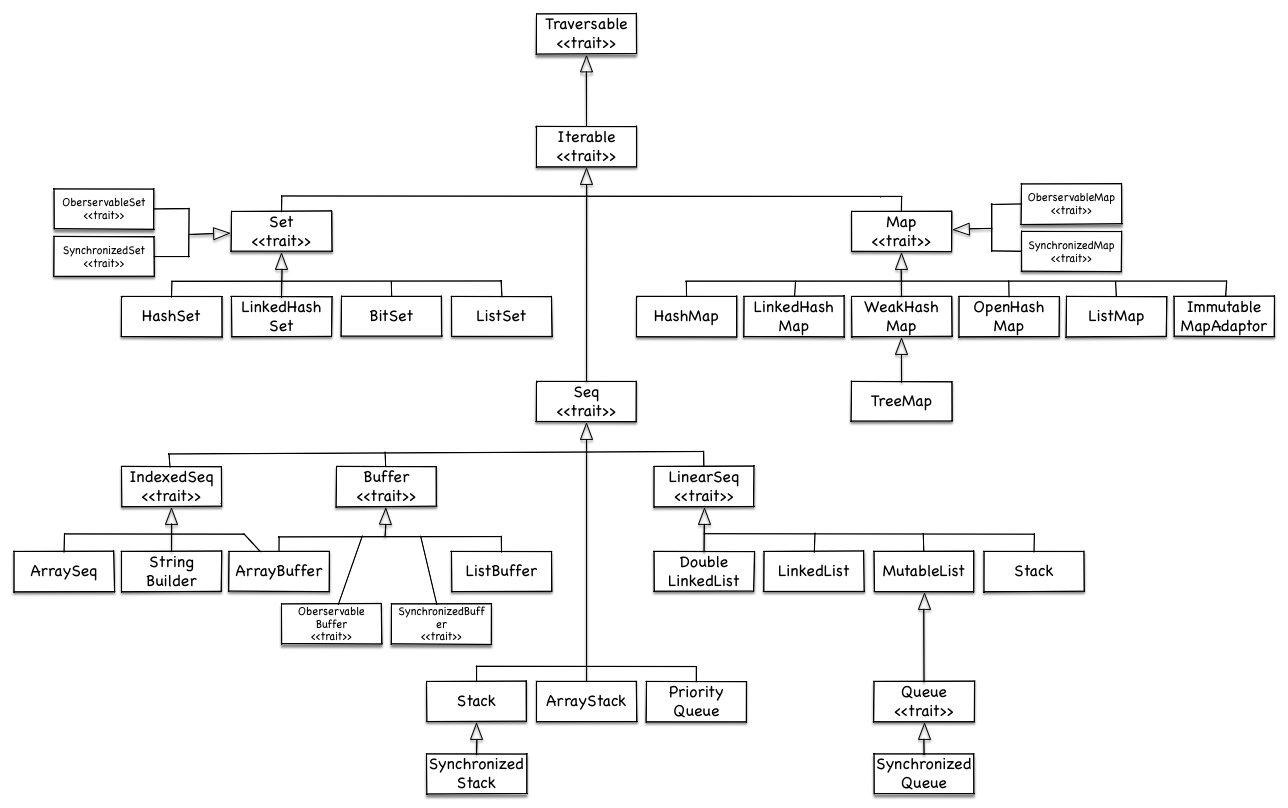 Traversable
<<trait>>
Iterable
<<trait>>
OberservableSet
<<trait>>
SynchronizedSet
<<trait>>
Set
<<trait>>
Map
<<trait>>
OberservableMap
<<trait>>
SynchronizedMap
<<trait>>
HashSet
LinkedHash
Set
BitSet
ListSet
HashMap
LinkedHash
Map
WeakHash
Map
OpenHash
Map
ListMap
Immutable
MapAdaptor
Seq
<<trait>>
TreeMap
IndexedSeq
<<trait>>
Buffer
<<trait>>
LinearSeq
<<trait>>
ArraySeq
String
Builder
ArrayBuffer
ListBuffer
Double
LinkedList
LinkedList
MutableList
Stack
Oberservable
Buffer
<<trait>>
SynchronizedBuff
er
<<trait>>
Stack
ArrayStack
Priority
Queue
Queue
<<trait>>
Synchronized
Stack
Synchronized
Queue